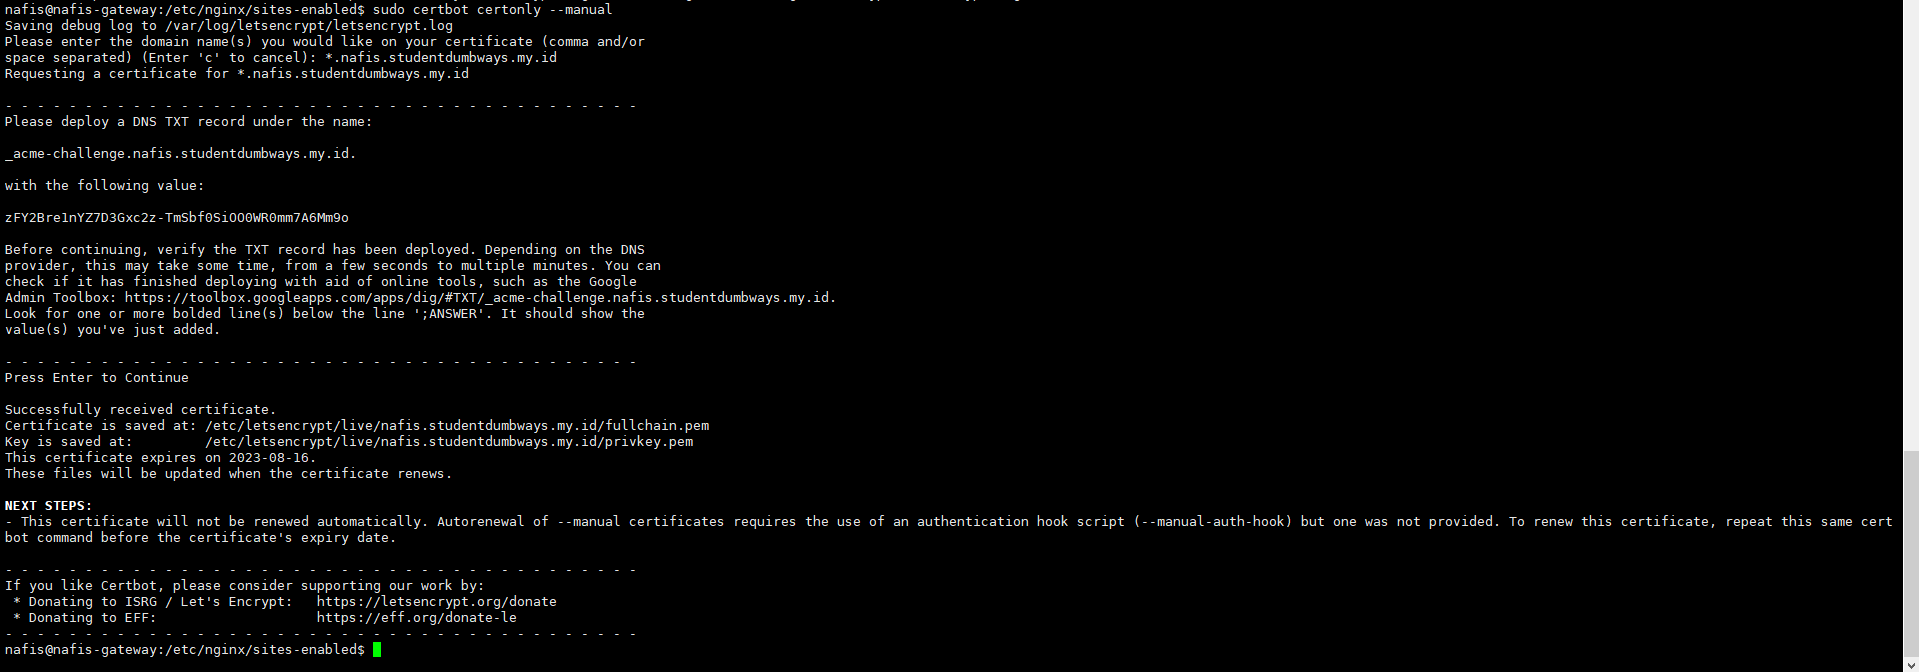 nafis@nafis-gateway:/etc/nginx/sites-enabled$ sudo certbot certonly --manual
Saving debug log to /var/log/letsencrypt/letsencrypt.log
Please enter the domain name(s) you would like on your certificate (comma and/or
space separated) (Enter 'c' to cancel): *.nafis.studentdumbways.my.id
Requesting a certificate for *.nafis.studentdumbways.my.id
- - - - - - - - - - - - - - - - - - - - - - - - - - - - - - - - - - - - - - - -
Please deploy a DNS TXT record under the name:
_acme-challenge.nafis.studentdumbways.my.id.
with the following value:
zFY2Bre1nYZ7D3Gxc2z-TmSbf0SiOO0WR0mm7A6Mm9o
Before continuing, verify the TXT record has been deployed. Depending on the DNS
provider, this may take some time, from a few seconds to multiple minutes. You can
check if it has finished deploying with aid of online tools, such as the Google
Admin Toolbox: https://toolbox.googleapps.com/apps/dig/#TXT/_acme-challenge.nafis.studentdumbways.my.id.
Look for one or more bolded line(s) below the line ';ANSWER'. It should show the
value(s) you've just added.
- - - - - - - - - - - - - - - - - - - - - - - - - - - - - - - - - - - - - - - -
Press Enter to Continue
Successfully received certificate.
Certificate is saved at: /etc/letsencrypt/live/nafis.studentdumbways.my.id/fullchain.pem
Key is saved at:         /etc/letsencrypt/live/nafis.studentdumbways.my.id/privkey.pem
This certificate expires on 2023-08-16.
These files will be updated when the certificate renews.
NEXT STEPS:
- This certificate will not be renewed automatically. Autorenewal of --manual certificates requires the use of an authentication hook script (--manual-auth-hook) but one was not provided. To renew this certificate, repeat this same cert
bot command before the certificate's expiry date.
- - - - - - - - - - - - - - - - - - - - - - - - - - - - - - - - - - - - - - - -
If you like Certbot, please consider supporting our work by:
 * Donating to ISRG / Let's Encrypt:   https://letsencrypt.org/donate
 * Donating to EFF:                    https://eff.org/donate-le
- - - - - - - - - - - - - - - - - - - - - - - - - - - - - - - - - - - - - - - -
nafis@nafis-gateway:/etc/nginx/sites-enabled$